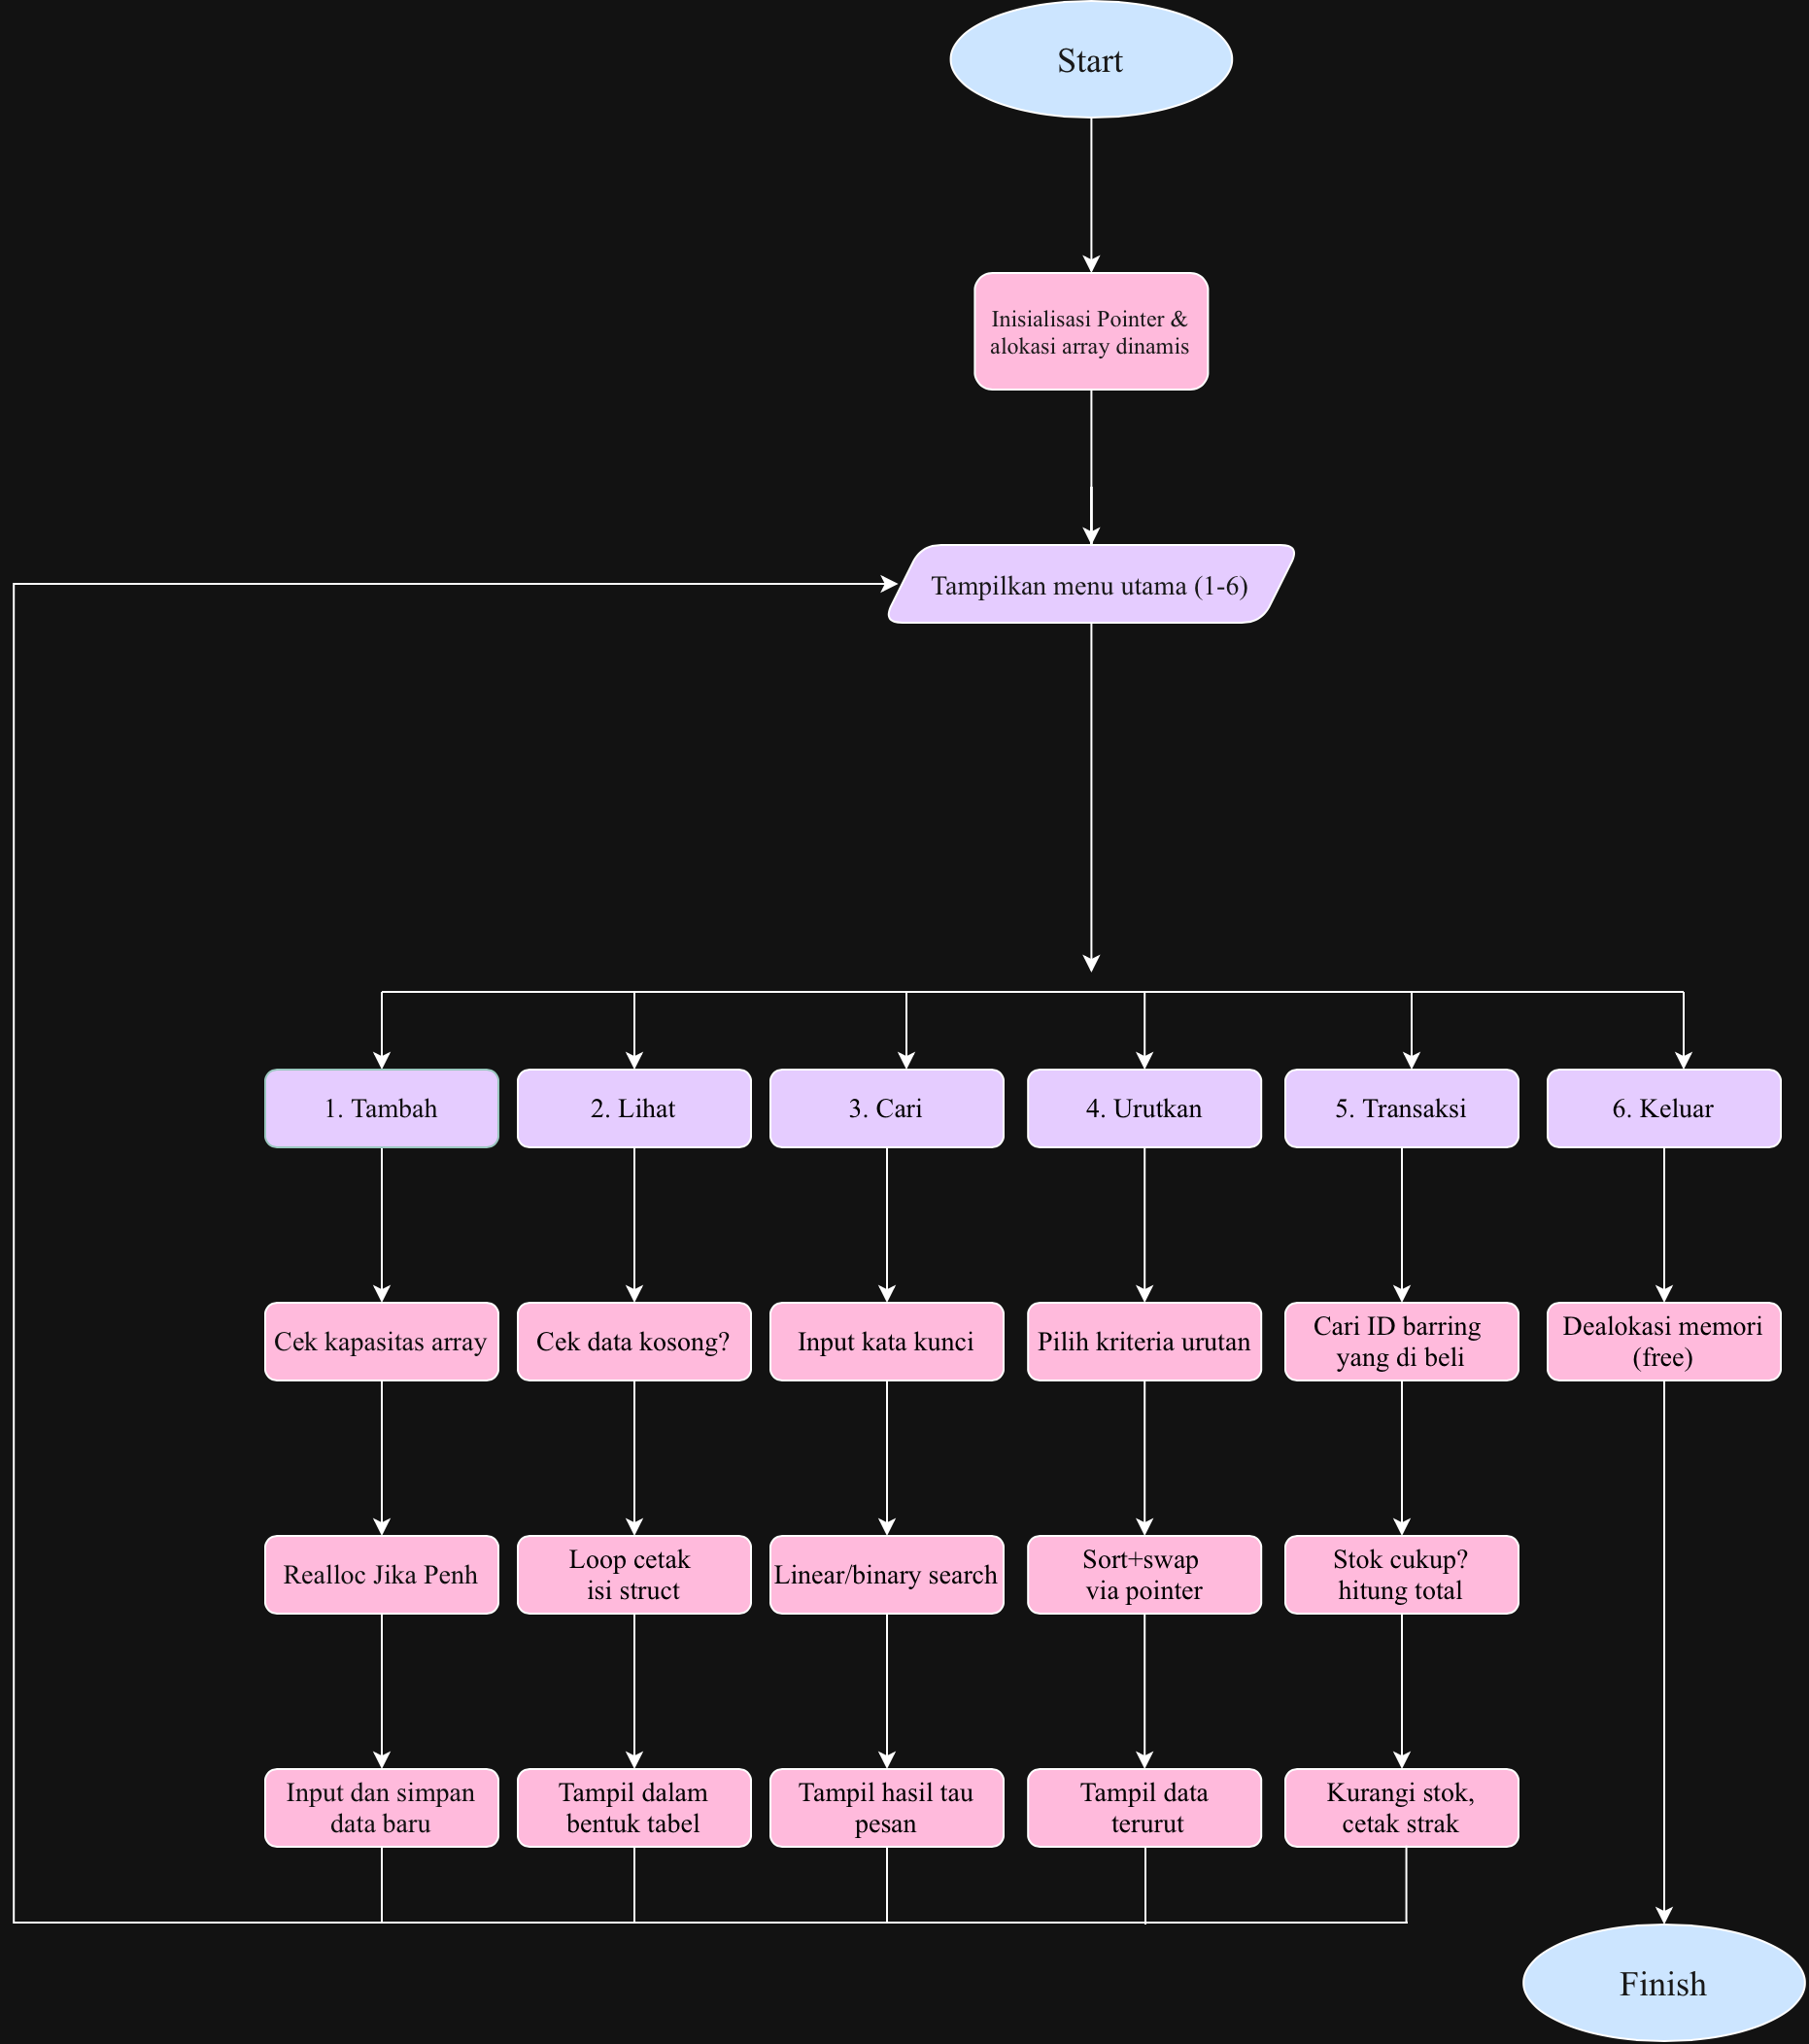 Start
Inisialisasi Pointer &
alokasi array dinamis
Tampilkan menu utama (1-6)
1. Tambah
2. Lihat
3. Cari
4. Urutkan
5. Transaksi
6. Keluar
Cek kapasitas array
Cek data kosong?
Input kata kunci
Pilih kriteria urutan
Cari ID barring
yang di beli
Dealokasi memori
(free)
Realloc Jika Penh
Loop cetak
isi struct
Linear/binary search
Sort+swap
via pointer
Stok cukup?
hitung total
Input dan simpan
data baru
Tampil dalam
bentuk tabel
Tampil hasil tau
pesan
Tampil data
terurut
Kurangi stok,
cetak strak
Finish